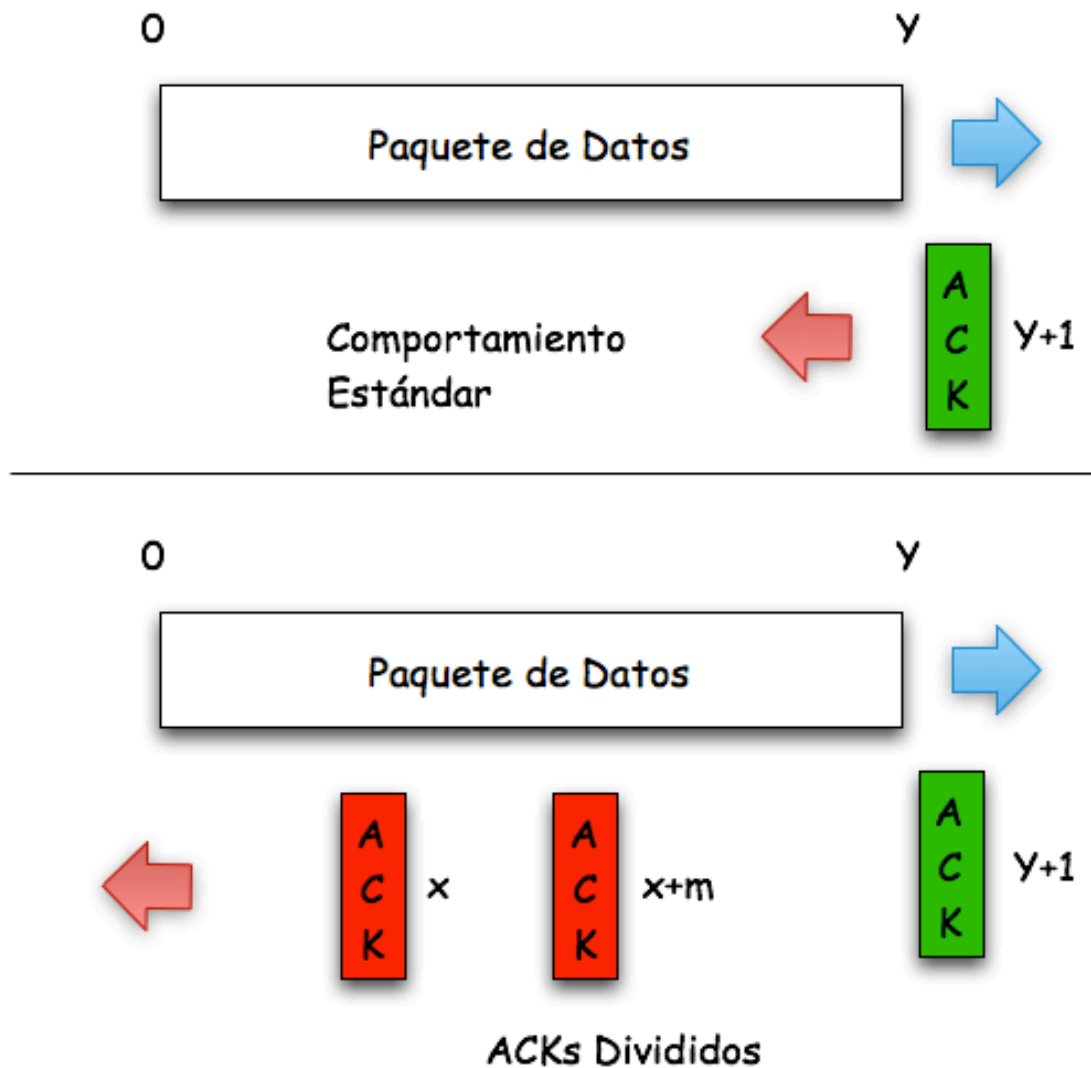 0 Y
Paquete de Datos
A
C
K
Y+1
Comportamiento
Estándar
0 Y
Paquete de Datos
A
C
K
x
A
C
K
x+m
A
C
K
Y+1
ACKs Divididos